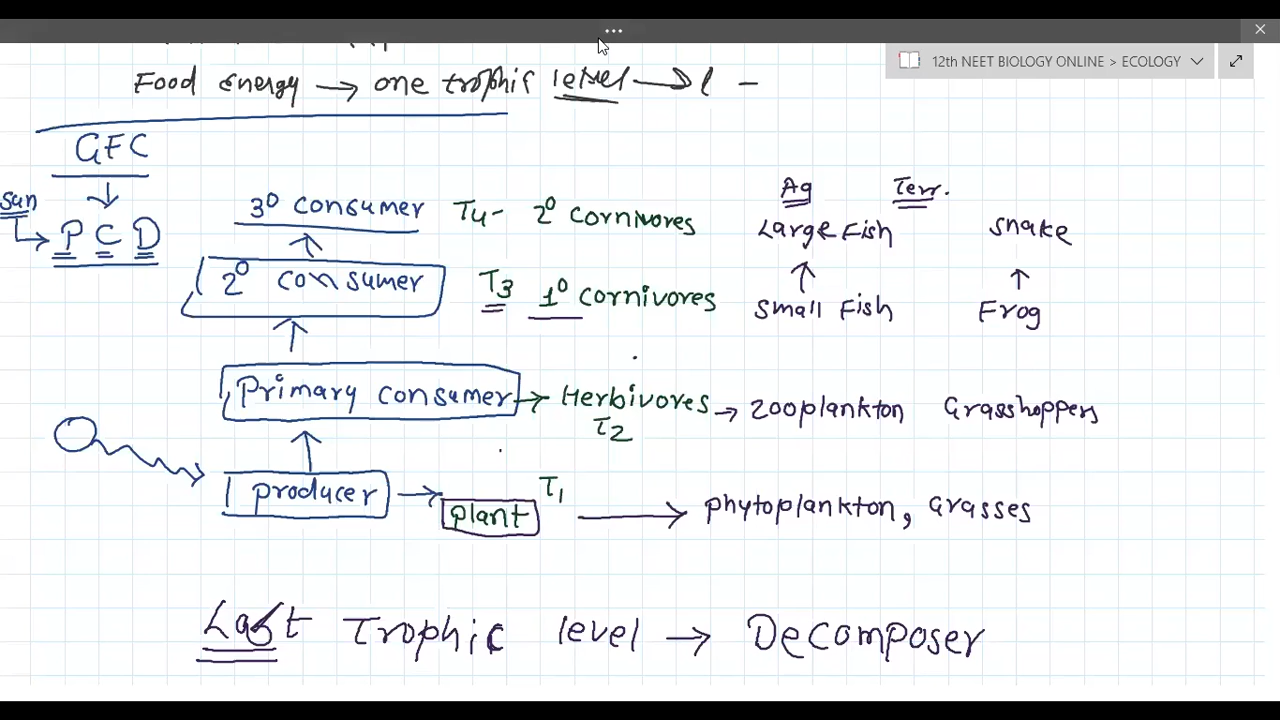 12th NEET BIOLOGY ONLINE > ECOLOGY
Food energy → one trophic level → l -
GFC
Sun
P C D
Aq Terr.
3° consumer T4 - 2° Cornivores Large Fish snake
2° consumer T3 1° Cornivores Small Fish Frog
Primary consumer → Herbivores → Zooplankton Grasshoppers
T2
producer → plant T1 → phytoplankton, Grasses
Last Trophic level → Decomposer